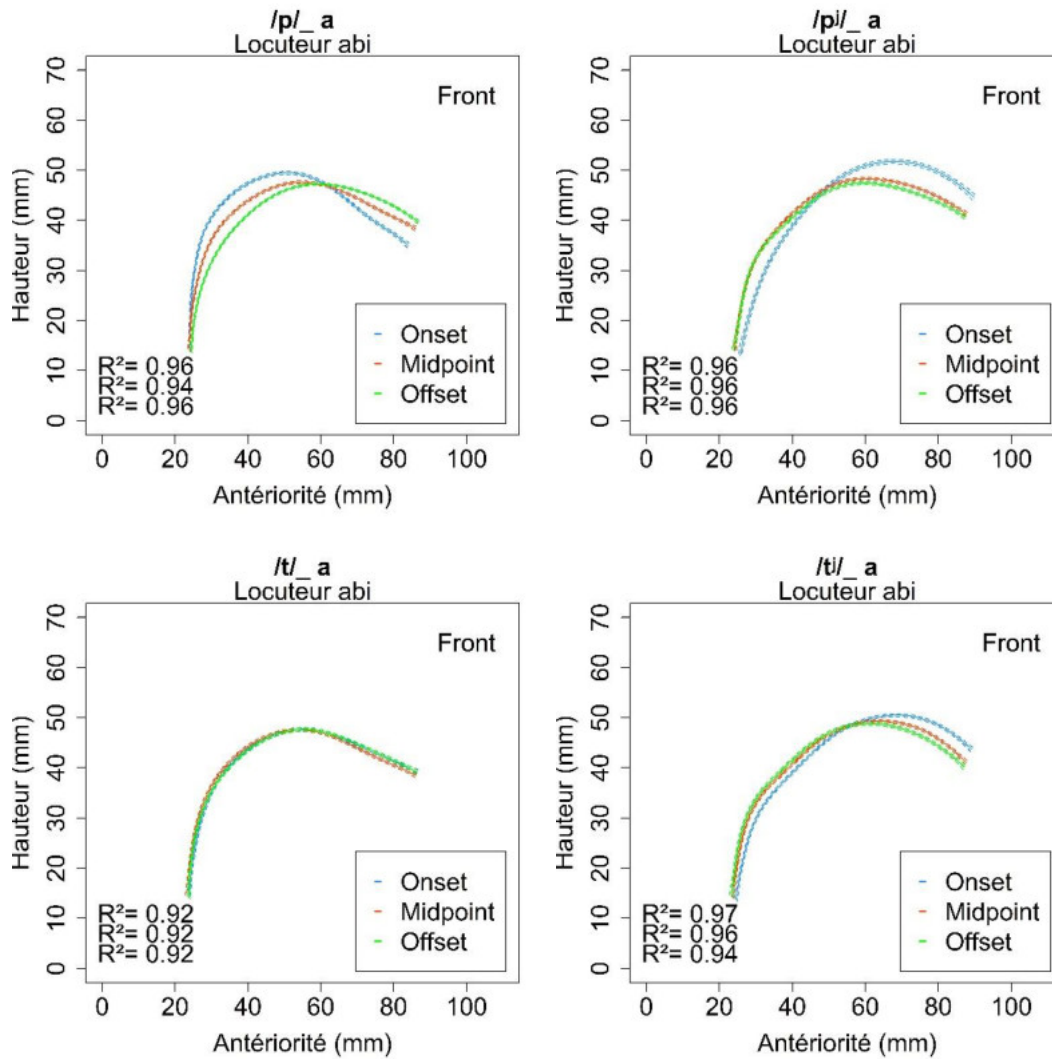 /p/_ a
Locuteur abi
Hauteur (mm)
0 10 20 30 40 50 60 70
Front
Onset
Midpoint
Offset
R²= 0.96
R²= 0.94
R²= 0.96
0 20 40 60 80 100
Antériorité (mm)
/pʲ/_ a
Locuteur abi
Hauteur (mm)
0 10 20 30 40 50 60 70
Front
Onset
Midpoint
Offset
R²= 0.96
R²= 0.96
R²= 0.96
0 20 40 60 80 100
Antériorité (mm)
/t/_ a
Locuteur abi
Hauteur (mm)
0 10 20 30 40 50 60 70
Front
Onset
Midpoint
Offset
R²= 0.92
R²= 0.92
R²= 0.92
0 20 40 60 80 100
Antériorité (mm)
/tʲ/_ a
Locuteur abi
Hauteur (mm)
0 10 20 30 40 50 60 70
Front
Onset
Midpoint
Offset
R²= 0.97
R²= 0.96
R²= 0.94
0 20 40 60 80 100
Antériorité (mm)